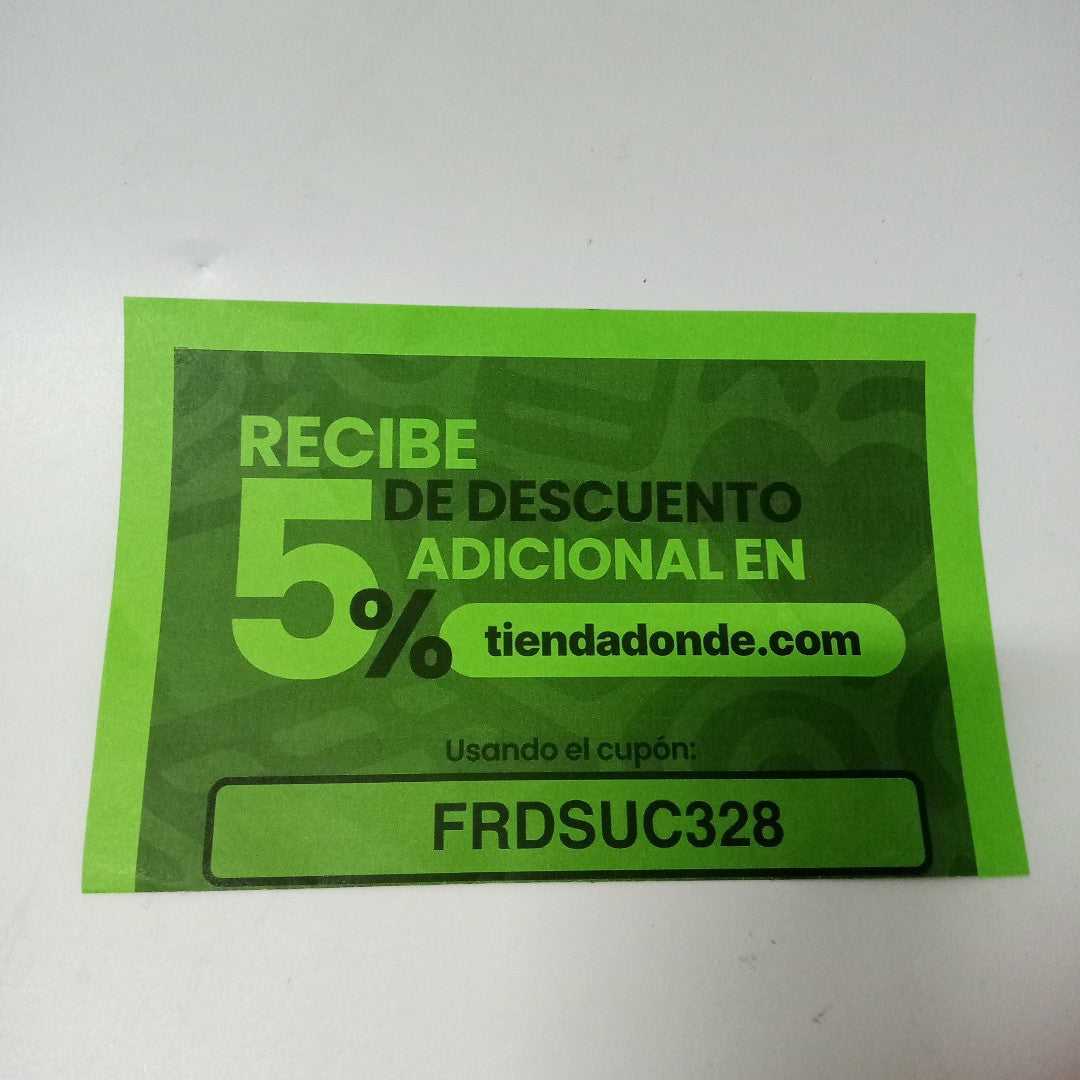 RECIBE
5% DE DESCUENTO
ADICIONAL EN
tiendadonde.com
Usando el cupón:
FRDSUC328